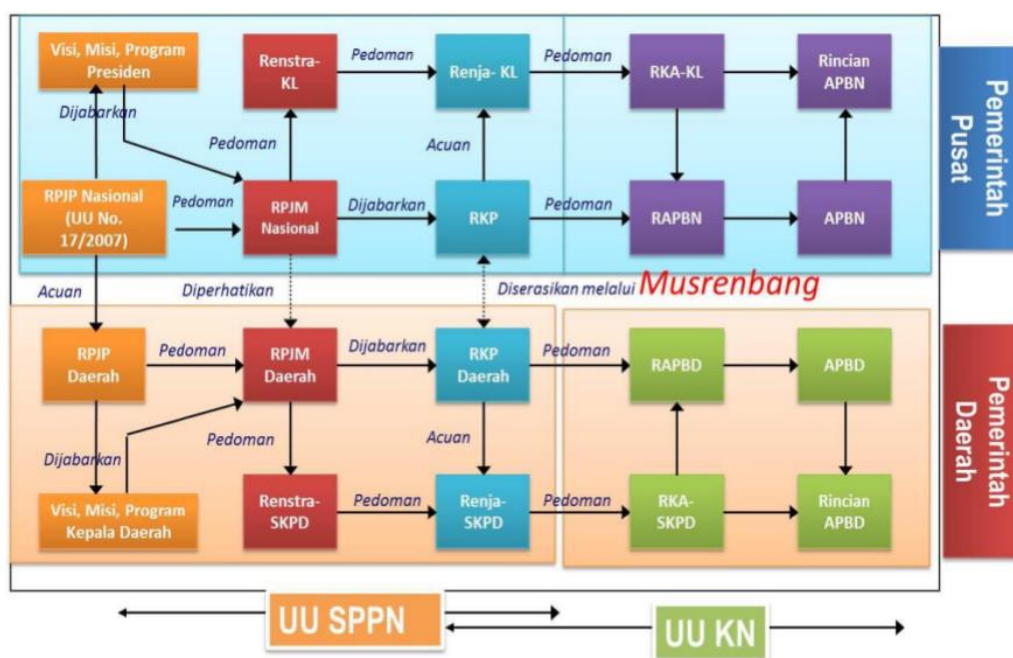 Visi, Misi, Program
Presiden
Renstra-
KL
Pedoman
Renja- KL
Pedoman
RKA-KL
Rincian
APBN
Dijabarkan
Pedoman
Acuan
RPJP Nasional
(UU No.
17/2007)
Pedoman
RPJM
Nasional
Dijabarkan
RKP
Pedoman
RAPBN
APBN
Pemerintah
Pusat
Acuan
Diperhatikan
Diserasikan melalui Musrenbang
RPJP
Daerah
Pedoman
RPJM
Daerah
Dijabarkan
RKP
Daerah
Pedoman
RAPBD
APBD
Dijabarkan
Pedoman
Acuan
Visi, Misi, Program
Kepala Daerah
Renstra-
SKPD
Pedoman
Renja-
SKPD
Pedoman
RKA-
SKPD
Rincian
APBD
Pemerintah
Daerah
UU SPPN
UU KN